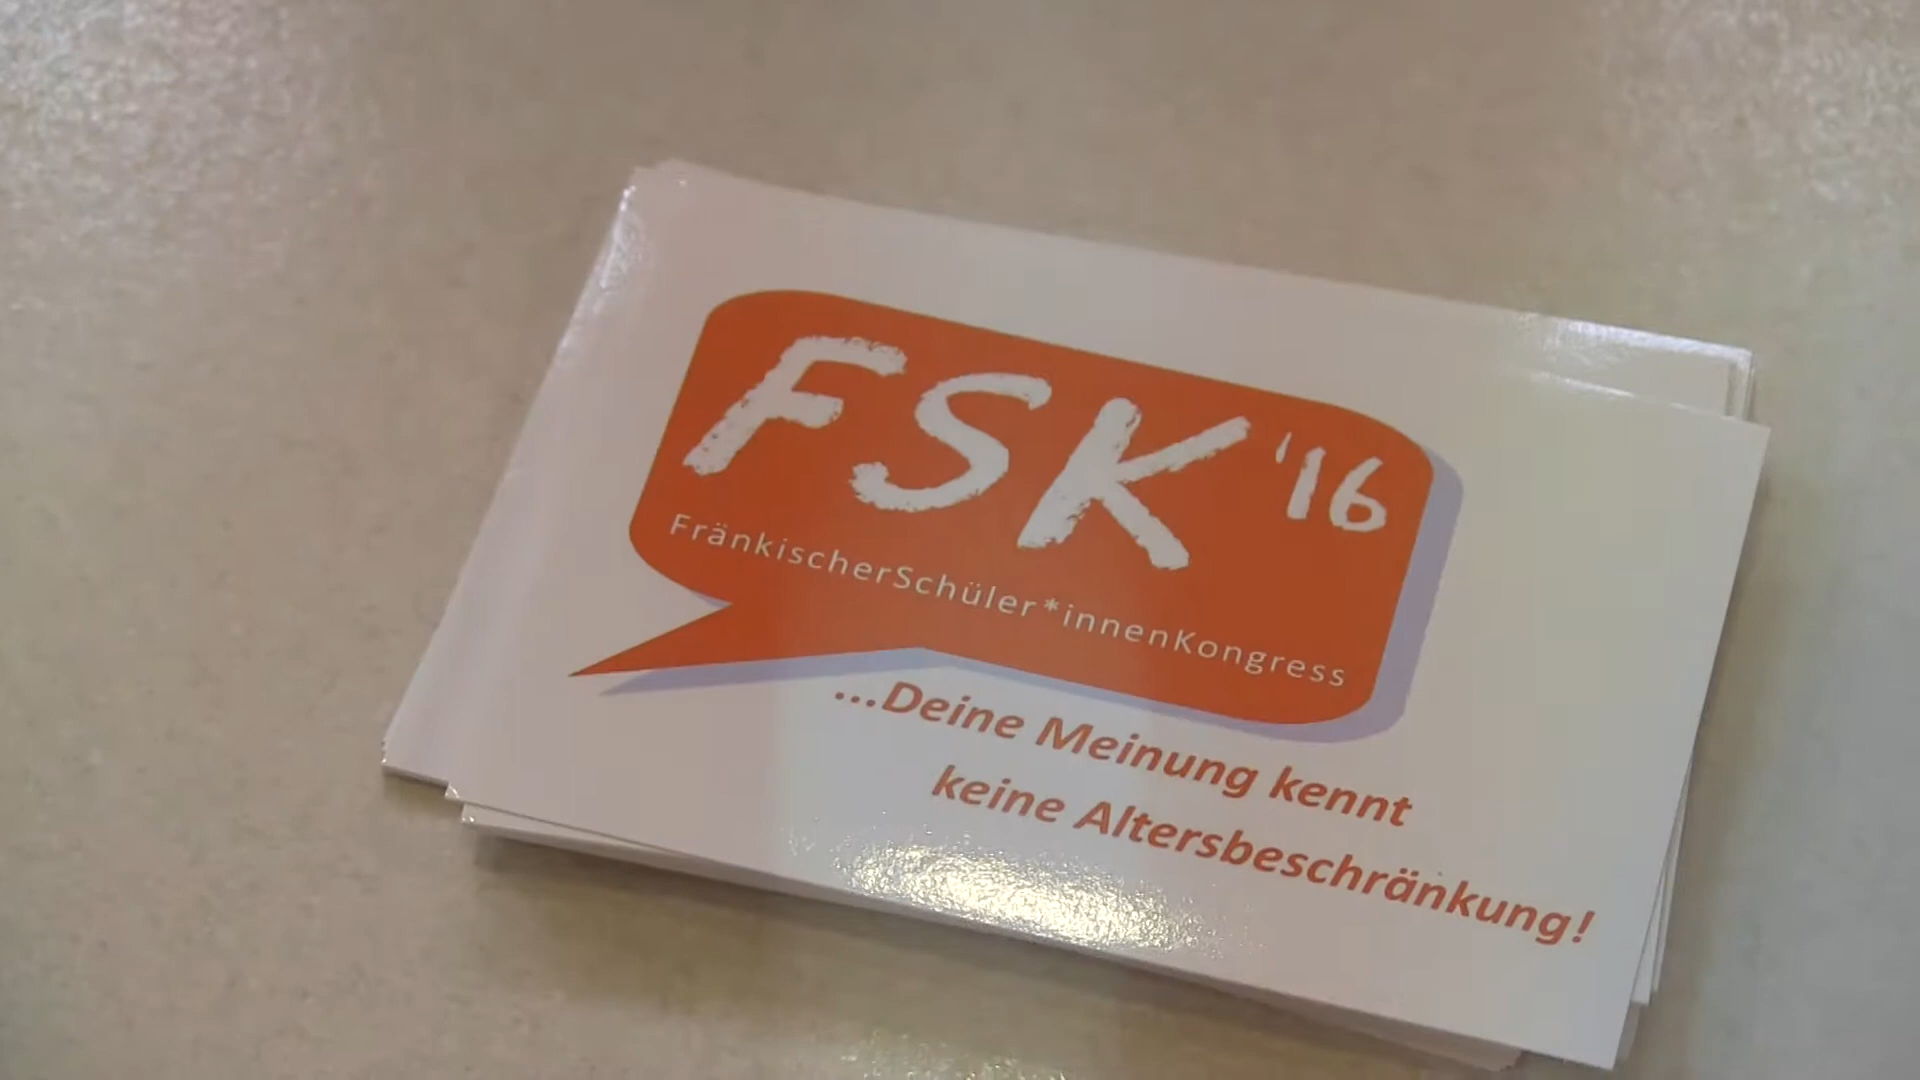 FSK '16
FränkischerSchüler*innenKongress
...Deine Meinung kennt
keine Altersbeschränkung!